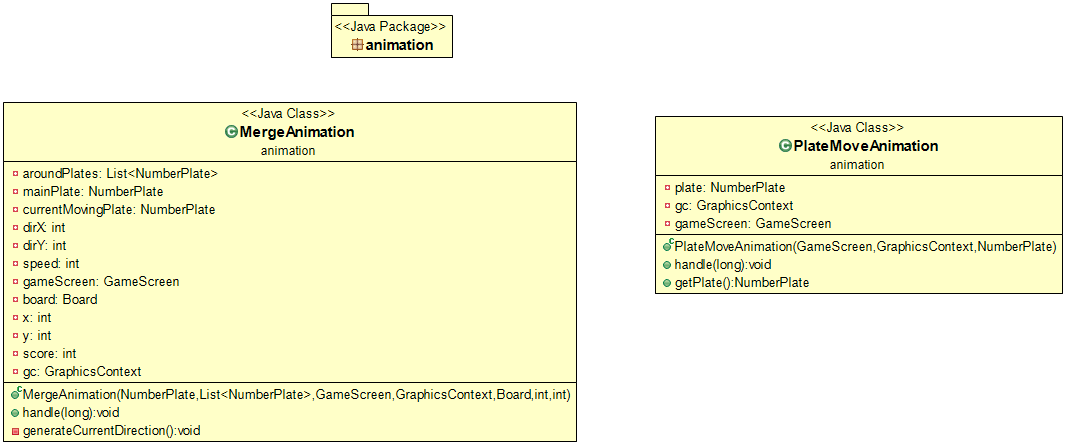 <<Java Package>>
animation
<<Java Class>>
MergeAnimation
animation
aroundPlates: List<NumberPlate>
mainPlate: NumberPlate
currentMovingPlate: NumberPlate
dirX: int
dirY: int
speed: int
gameScreen: GameScreen
board: Board
x: int
y: int
score: int
gc: GraphicsContext
MergeAnimation(NumberPlate,List<NumberPlate>,GameScreen,GraphicsContext,Board,int,int)
handle(long):void
generateCurrentDirection():void
<<Java Class>>
PlateMoveAnimation
animation
plate: NumberPlate
gc: GraphicsContext
gameScreen: GameScreen
PlateMoveAnimation(GameScreen,GraphicsContext,NumberPlate)
handle(long):void
getPlate():NumberPlate